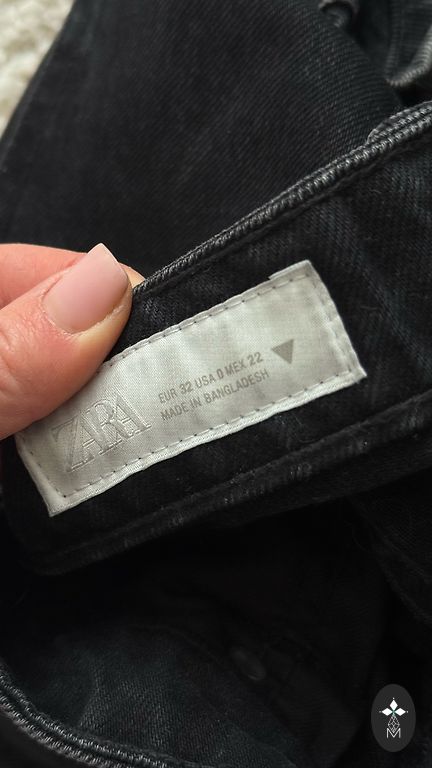 ZARA
EUR 32 USA 0 MEX 22
MADE IN BANGLADESH
M